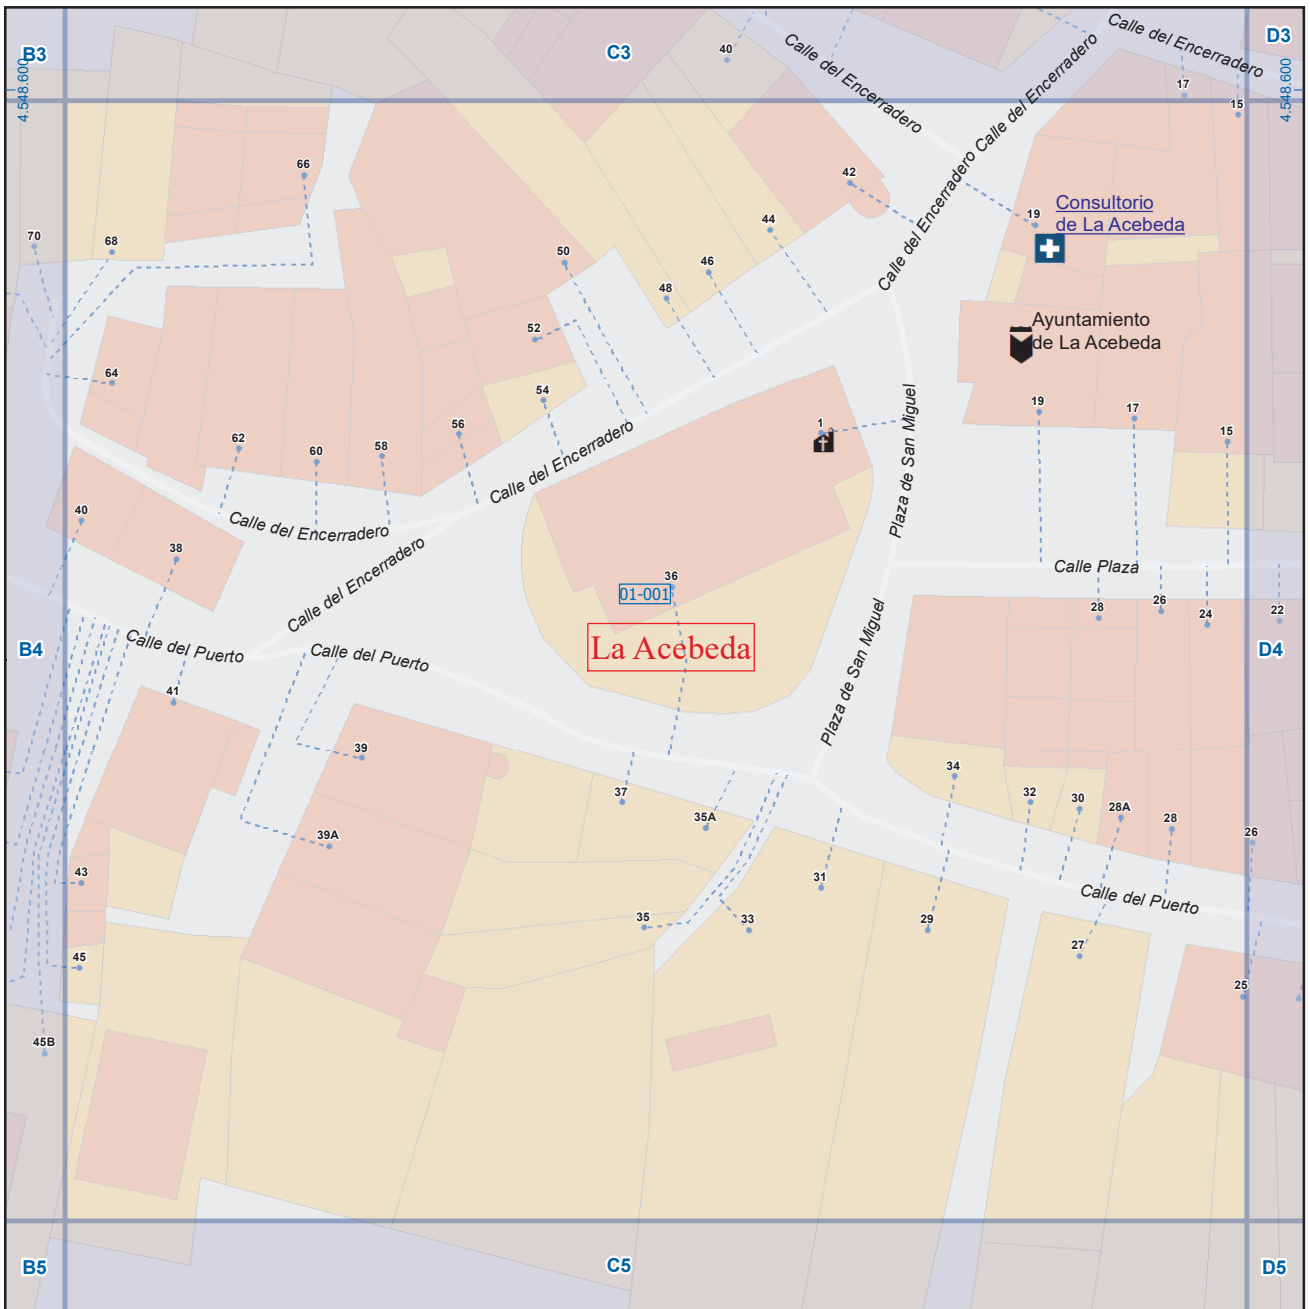 B3
C3
D3
4.548.600
4.548.600
40
Calle del Encerradero
Calle del Encerradero
Calle del Encerradero
Calle del Encerradero
17
15
66
42
19
Consultorio
de La Acebeda
44
70
68
50
46
48
Ayuntamiento
de La Acebeda
52
64
54
19
17
1
56
15
62
60
58
Calle del Encerradero
Plaza de San Miguel
40
Calle del Encerradero
38
Calle del Encerradero
Calle Plaza
36
01-001
28
26
24
22
B4
Calle del Puerto
Calle del Puerto
La Acebeda
Plaza de San Miguel
D4
41
39
34
37
32
30
28A
28
26
35A
39A
43
31
Calle del Puerto
35
33
29
27
45
25
45B
B5
C5
D5